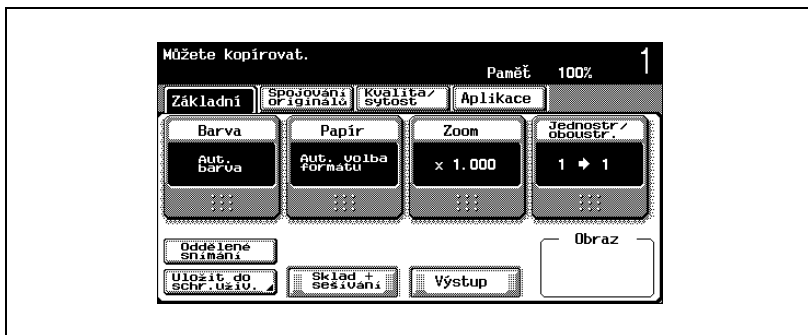 Můžete kopírovat.
Paměť 100% 1
Základní
Spojování
originálů
Kvalita/
sytost
Aplikace
Barva
Aut.
barva
Papír
Aut. volba
formátu
Zoom
x 1.000
Jednostr/
oboustr.
1 → 1
Oddělené
snímání
Uložit do
schr.uživ.
Sklad +
sešívání
Výstup
Obraz